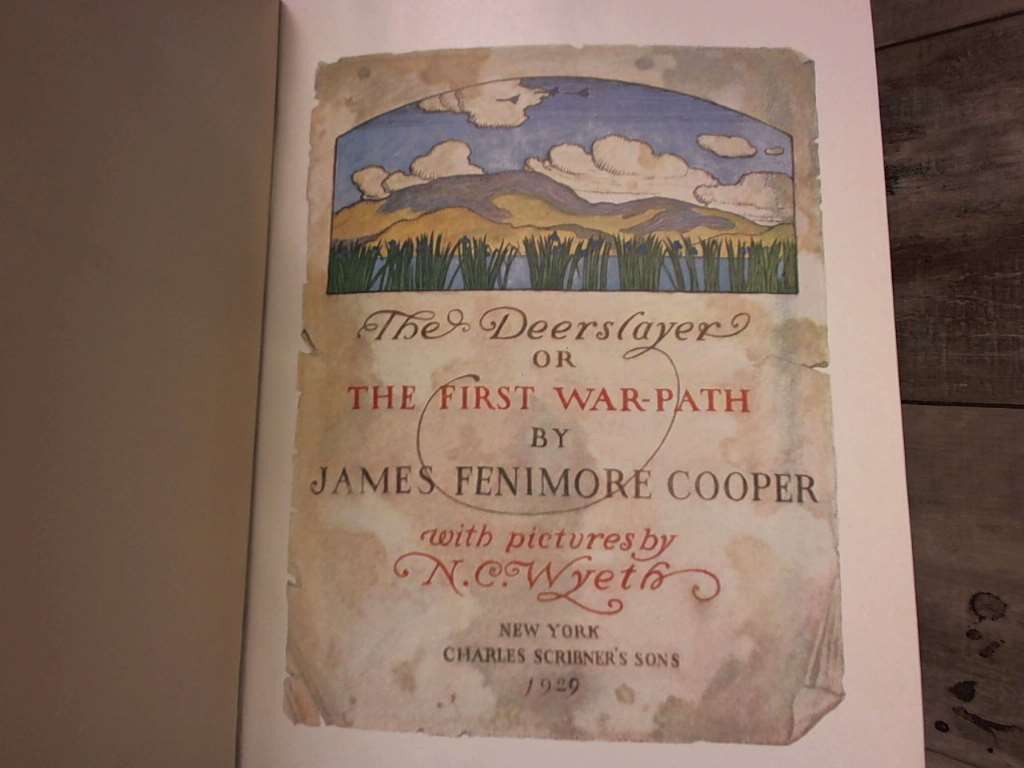 The Deerslayer
OR
THE FIRST WAR-PATH
BY
JAMES FENIMORE COOPER
with pictures by
N.C. Wyeth
NEW YORK
CHARLES SCRIBNER'S SONS
1929